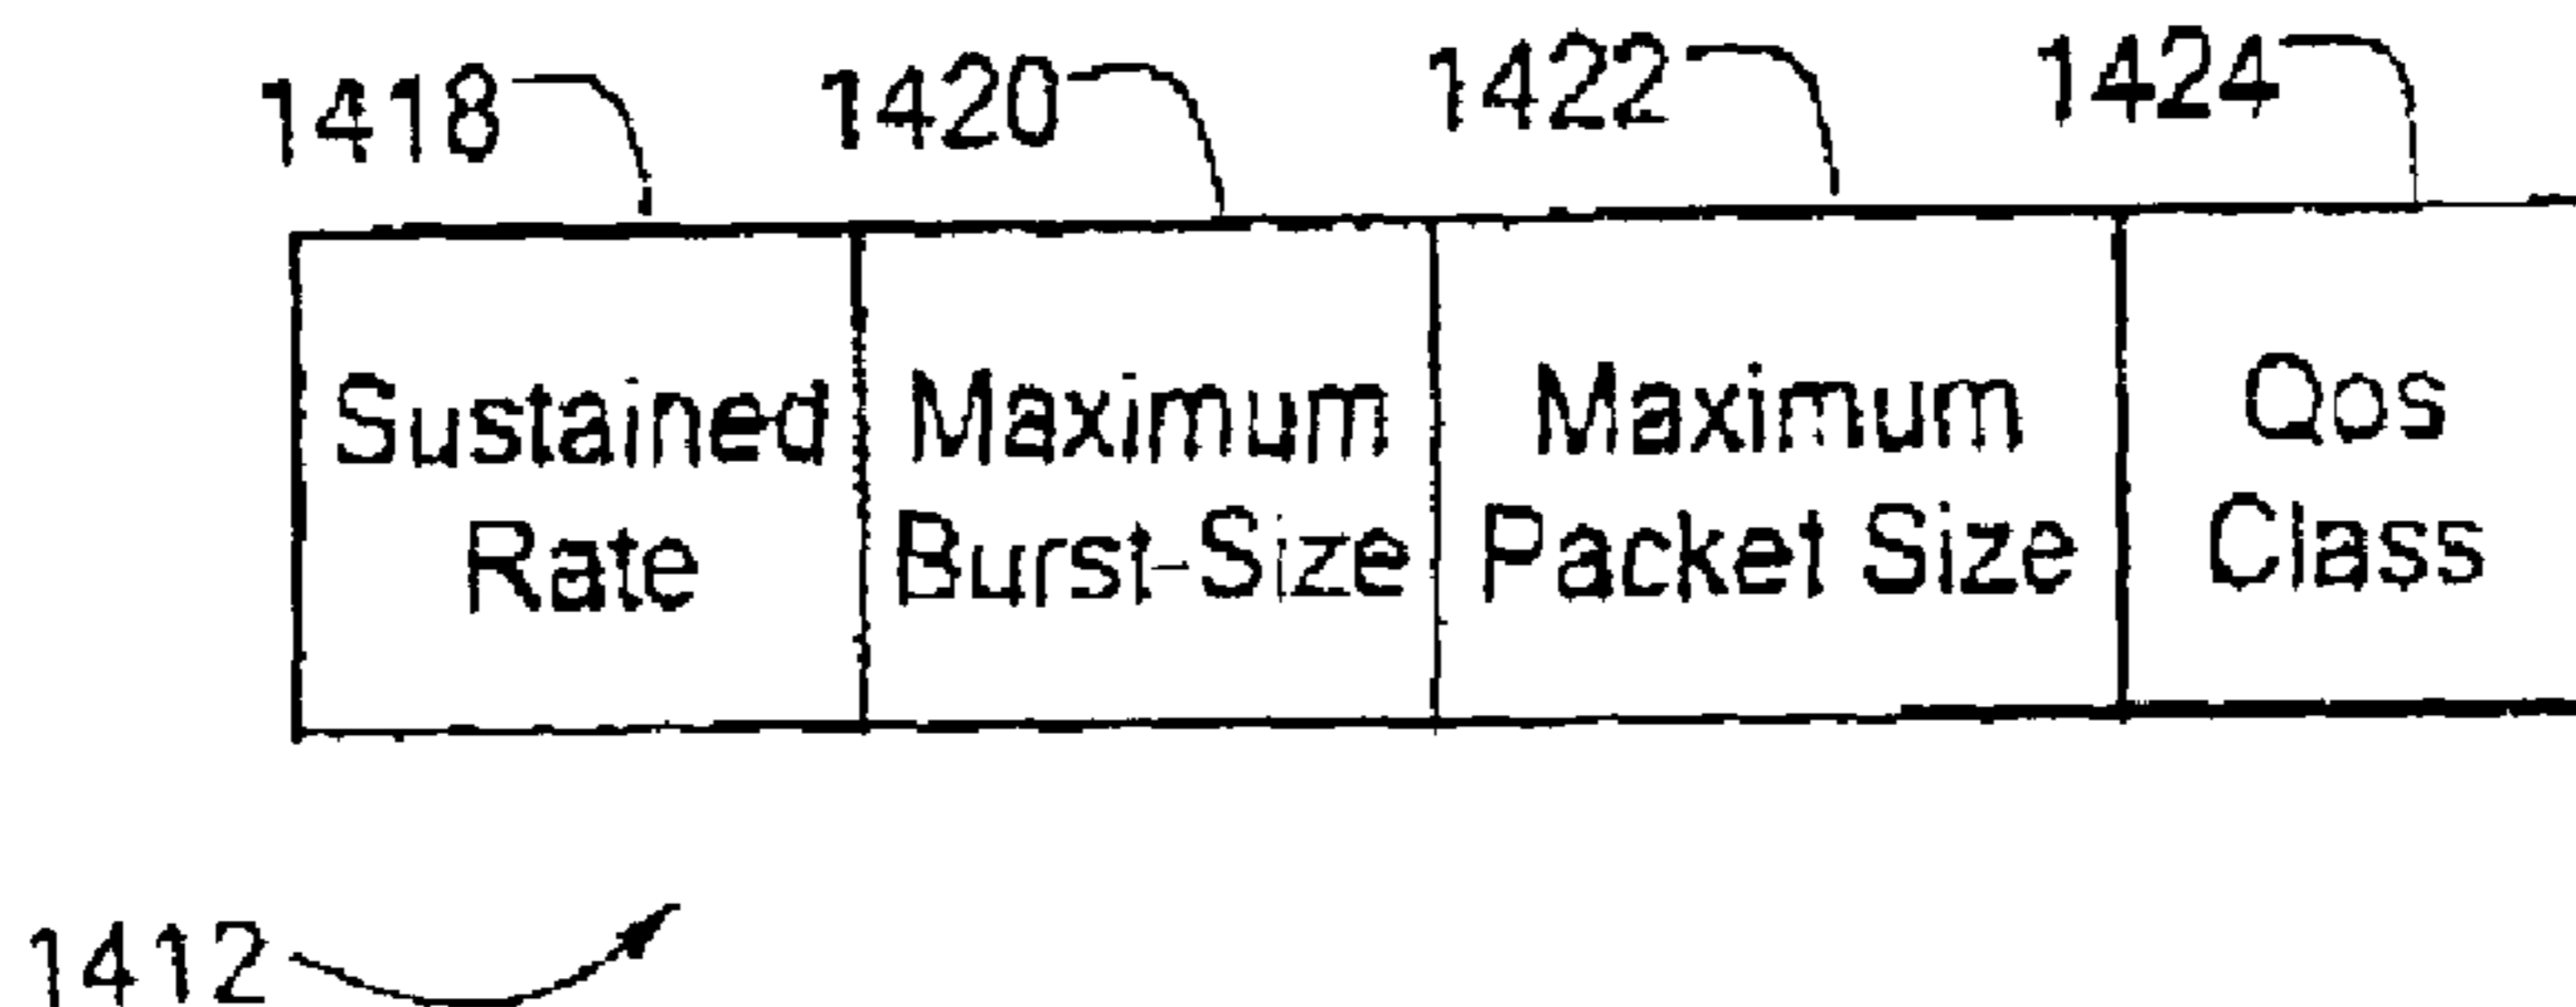 1418 1420 1422 1424
Sustained Rate
Maximum Burst-Size
Maximum Packet Size
Qos Class
1412